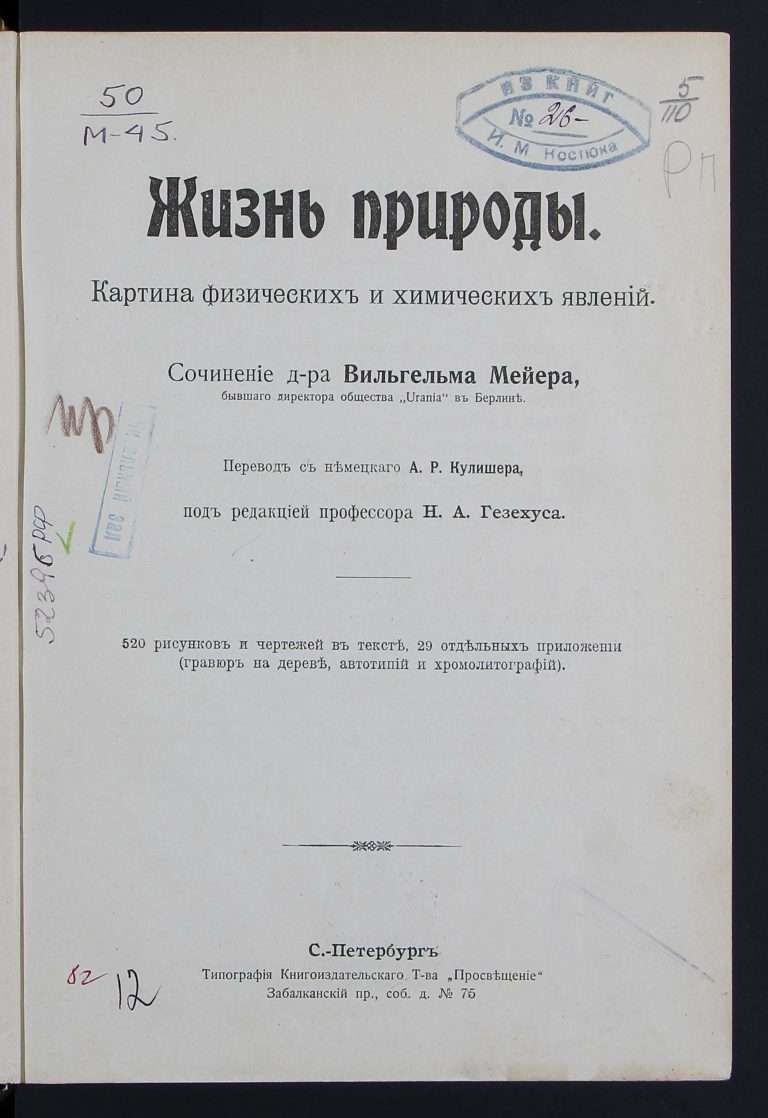 50
М-45.
ИЗ КНИГ
№ 26-
И. М Костюка
5
110
Рп
Жизнь природы.
Картина физическихъ и химическихъ явленій.
Сочиненіе д-ра Вильгельма Мейера,
бывшаго директора общества „Urania“ въ Берлинѣ.
пр
Переводъ съ нѣмецкаго А. Р. Кулишера,
подъ редакціей профессора Н. А. Гезехуса.
520 рисунковъ и чертежей въ текстѣ, 29 отдѣльныхъ приложеніи
(гравюръ на деревѣ, автотипій и хромолитографій).
С.-Петербургъ
Типографія Книгоиздательскаго Т-ва „Просвѣщеніе“
Забалканскій пр., соб. д. № 75
12